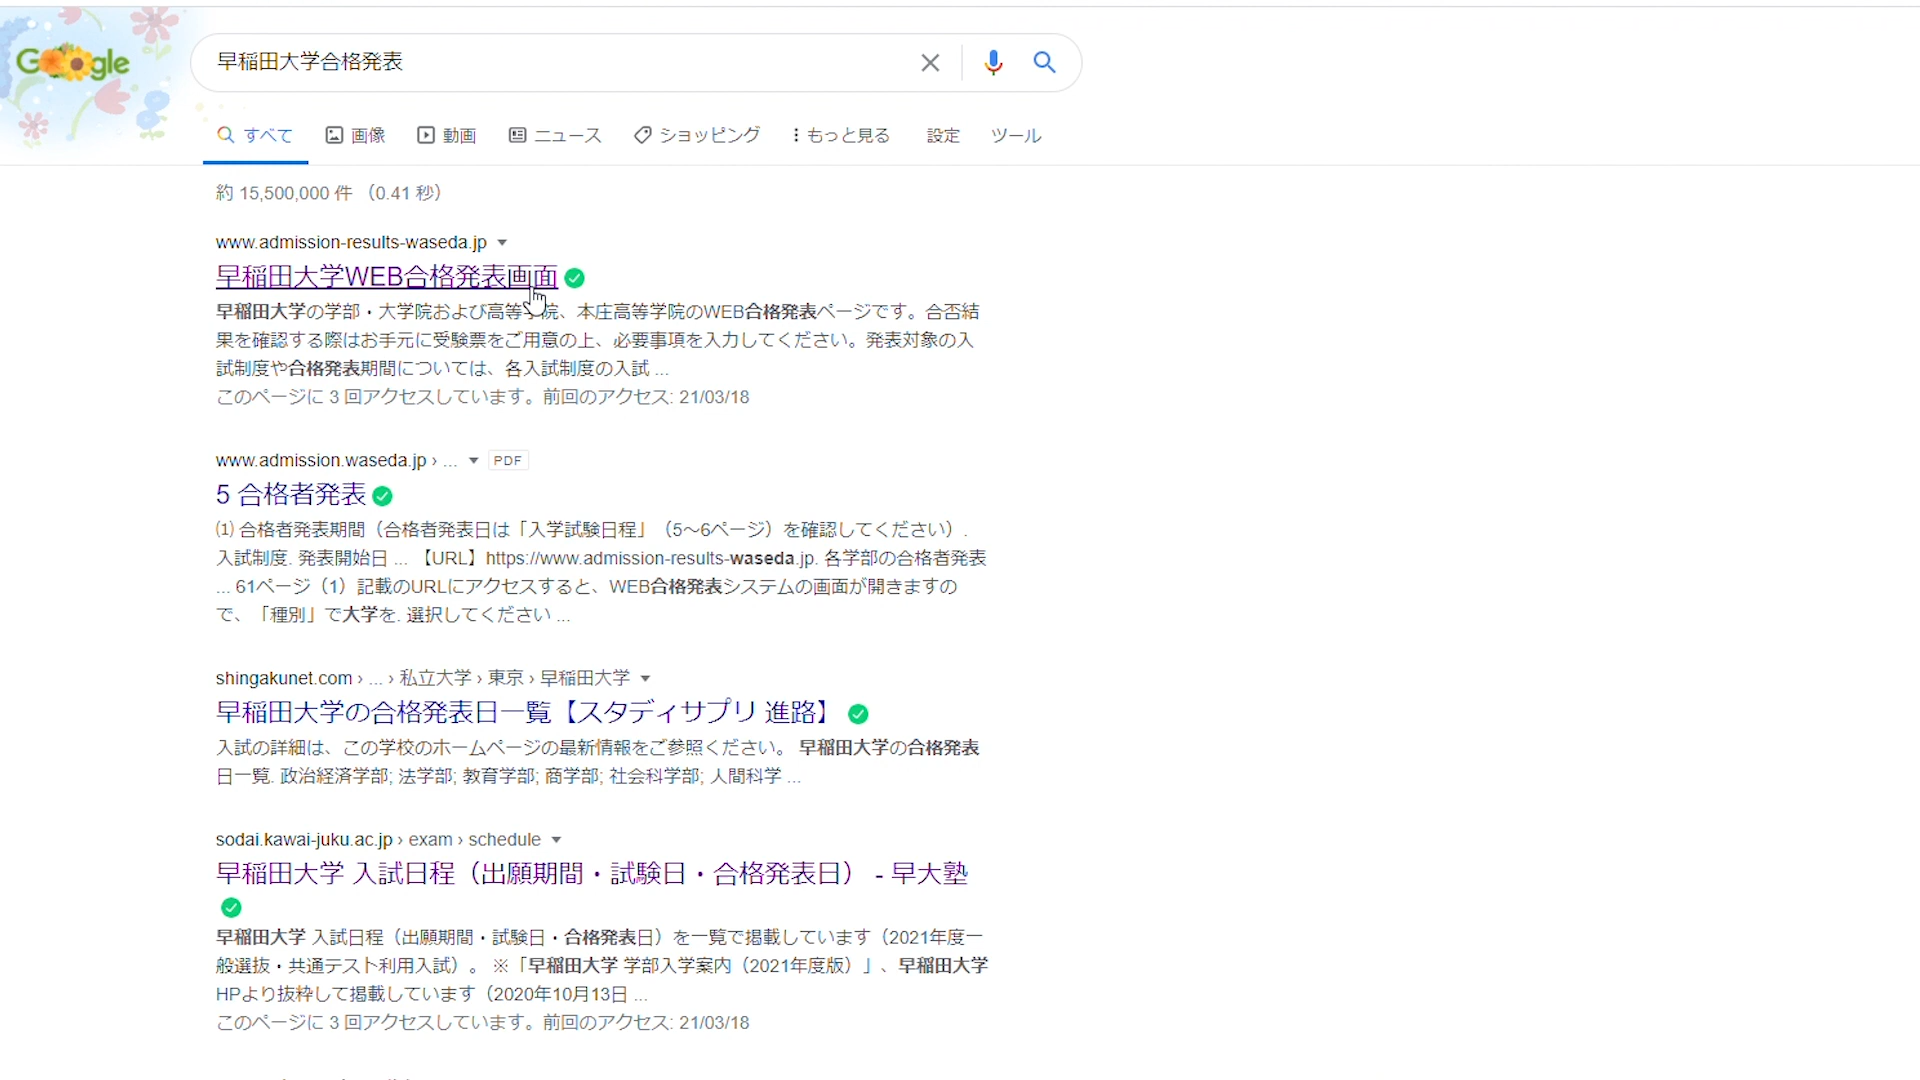 Google
早稲田大学合格発表
すべて 画像 動画 ニュース ショッピング もっと見る 設定 ツール
約 15,500,000 件 （0.41 秒）
www.admission-results-waseda.jp
早稲田大学WEB合格発表画面
早稲田大学の学部・大学院および高等学院、本庄高等学院のWEB合格発表ページです。合否結
果を確認する際はお手元に受験票をご用意の上、必要事項を入力してください。発表対象の入
試制度や合格発表期間については、各入試制度の入試 ...
このページに 3 回アクセスしています。前回のアクセス: 21/03/18
www.admission.waseda.jp › ... PDF
5 合格者発表
⑴ 合格者発表期間（合格者発表日は「入学試験日程」（5～6ページ）を確認してください）.
入試制度. 発表開始日 ... 【URL】https://www.admission-results-waseda.jp. 各学部の合格者発表
... 61ページ（1）記載のURLにアクセスすると、WEB合格発表システムの画面が開きますの
で、「種別」で大学を. 選択してください ...
shingakunet.com › ... › 私立大学 › 東京 › 早稲田大学
早稲田大学の合格発表日一覧【スタディサプリ 進路】
入試の詳細は、この学校のホームページの最新情報をご参照ください。 早稲田大学の合格発表
日一覧. 政治経済学部; 法学部; 教育学部; 商学部; 社会科学部; 人間科学 ...
sodai.kawai-juku.ac.jp › exam › schedule
早稲田大学 入試日程（出願期間・試験日・合格発表日） - 早大塾
早稲田大学 入試日程（出願期間・試験日・合格発表日）を一覧で掲載しています（2021年度一
般選抜・共通テスト利用入試）。 ※「早稲田大学 学部入学案内（2021年度版）」、早稲田大学
HPより抜粋して掲載しています（2020年10月13日 ...
このページに 3 回アクセスしています。前回のアクセス: 21/03/18